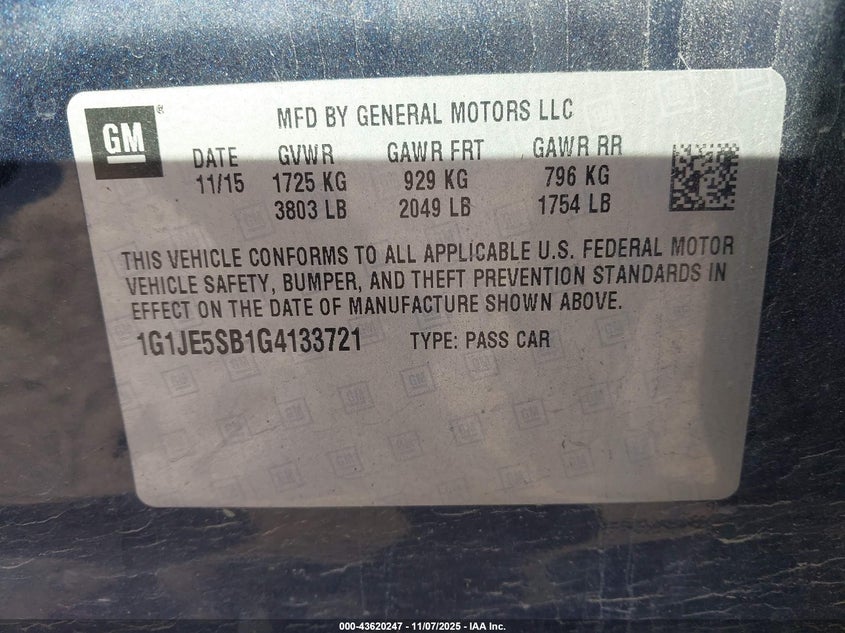 GM
MFD BY GENERAL MOTORS LLC
DATE GVWR GAWR FRT GAWR RR
11/15 1725 KG 929 KG 796 KG
3803 LB 2049 LB 1754 LB
THIS VEHICLE CONFORMS TO ALL APPLICABLE U.S. FEDERAL MOTOR
VEHICLE SAFETY, BUMPER, AND THEFT PREVENTION STANDARDS IN
EFFECT ON THE DATE OF MANUFACTURE SHOWN ABOVE.
1G1JE5SB1G4133721 TYPE: PASS CAR
000-43620247 - 11/07/2025 - IAA Inc.